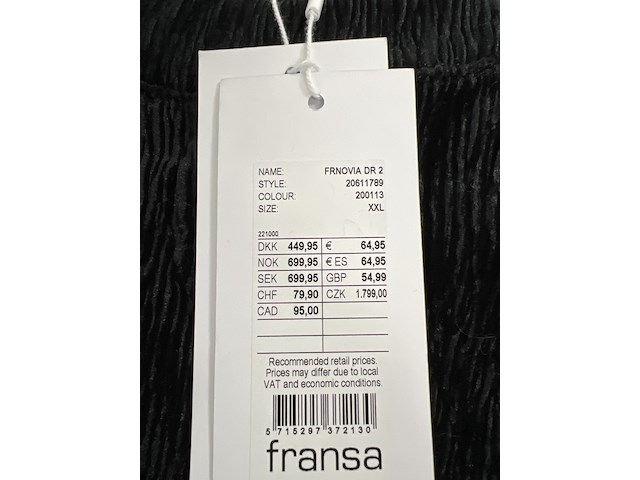 NAME: FRNOVIA DR 2
STYLE: 20611789
COLOUR: 200113
SIZE: XXL
221000
DKK 449,95 € 64,95
NOK 699,95 € ES 64,95
SEK 699,95 GBP 54,99
CHF 79,90 CZK 1.799,00
CAD 95,00
Recommended retail prices.
Prices may differ due to local
VAT and economic conditions.
5 715297 372130
fransa